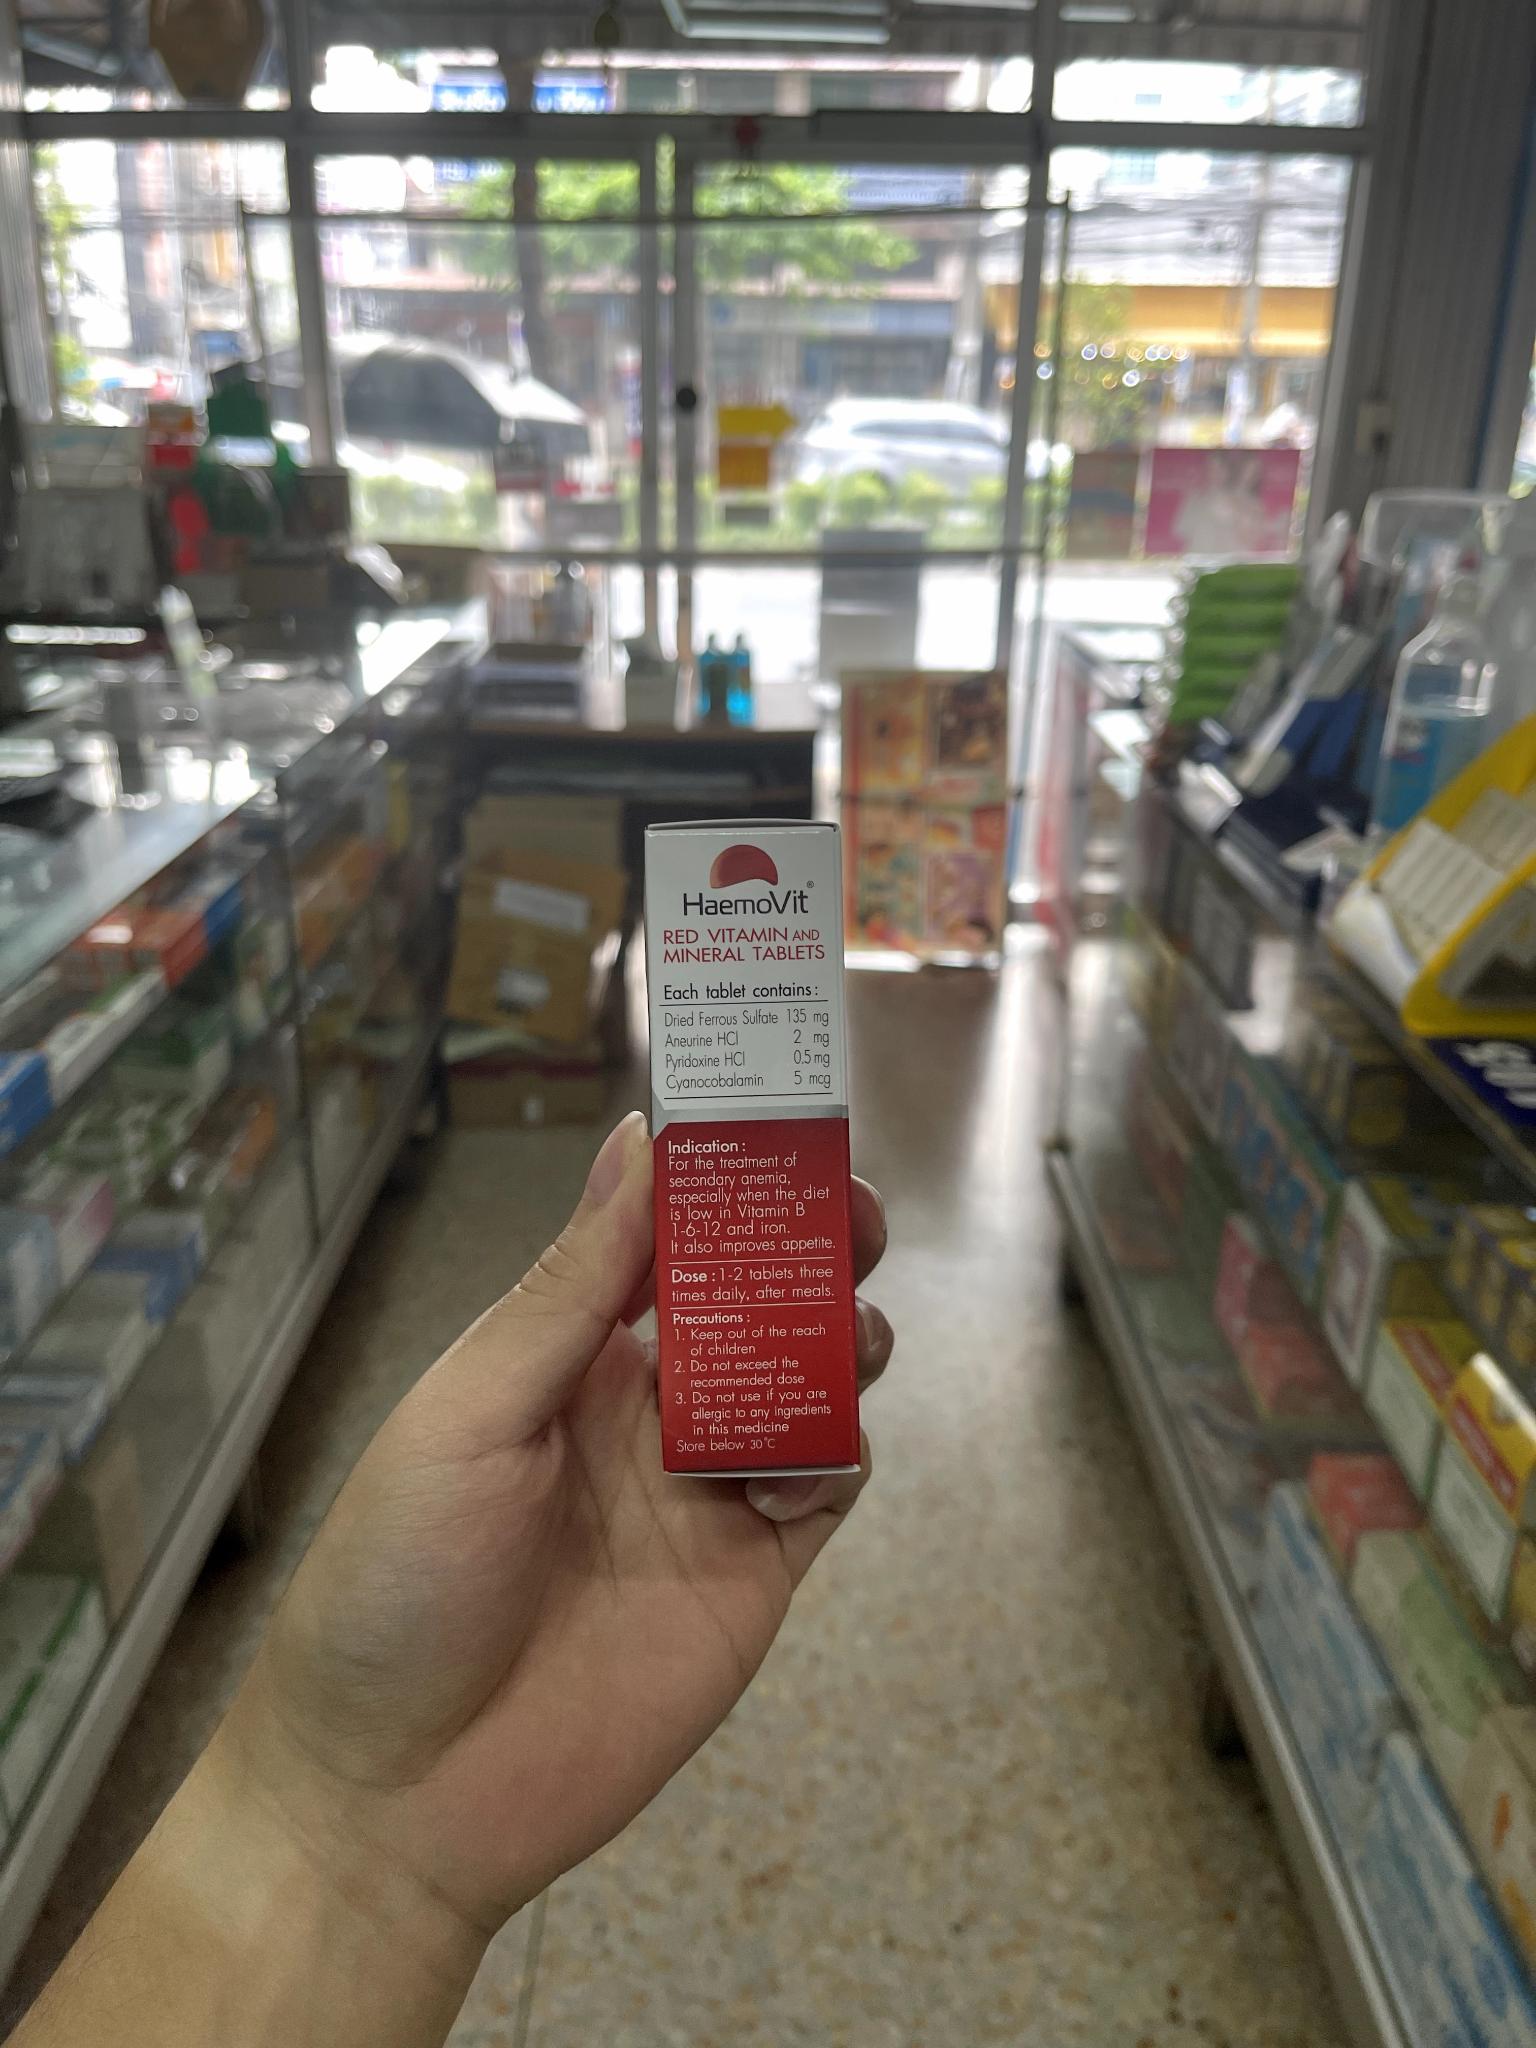 HaemoVit®
RED VITAMIN AND
MINERAL TABLETS
Each tablet contains :
Dried Ferrous Sulfate 135 mg
Aneurine HCl 2 mg
Pyridoxine HCl 0.5 mg
Cyanocobalamin 5 mcg
Indication :
For the treatment of
secondary anemia,
especially when the diet
is low in Vitamin B
1-6-12 and iron.
It also improves appetite.
Dose : 1-2 tablets three
times daily, after meals.
Precautions :
1. Keep out of the reach
of children
2. Do not exceed the
recommended dose
3. Do not use if you are
allergic to any ingredients
in this medicine
Store below 30°C